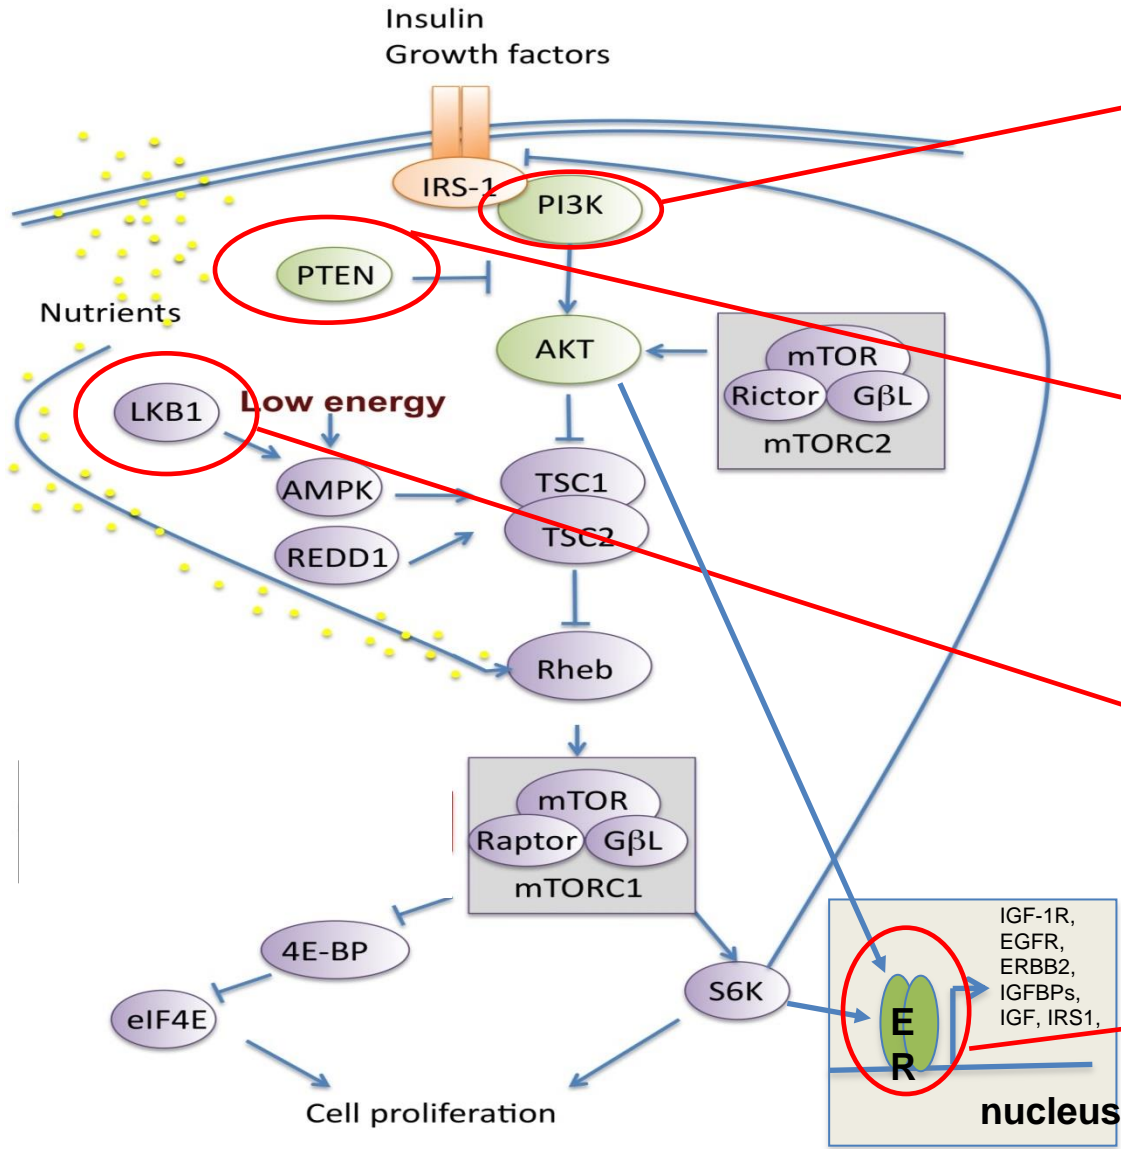 Insulin
Growth factors
IRS-1
PI3K
PTEN
Nutrients
AKT
mTOR
Rictor
GβL
mTORC2
LKB1
Low energy
AMPK
TSC1
TSC2
REDD1
Rheb
mTOR
Raptor
GβL
mTORC1
4E-BP
S6K
eIF4E
Cell proliferation
IGF-1R,
EGFR,
ERBB2,
IGFBPs,
IGF, IRS1,
E
R
nucleus